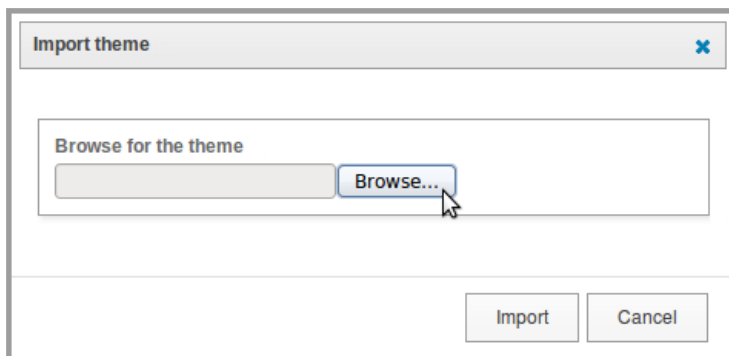 Import theme
Browse for the theme
Browse...
Import Cancel